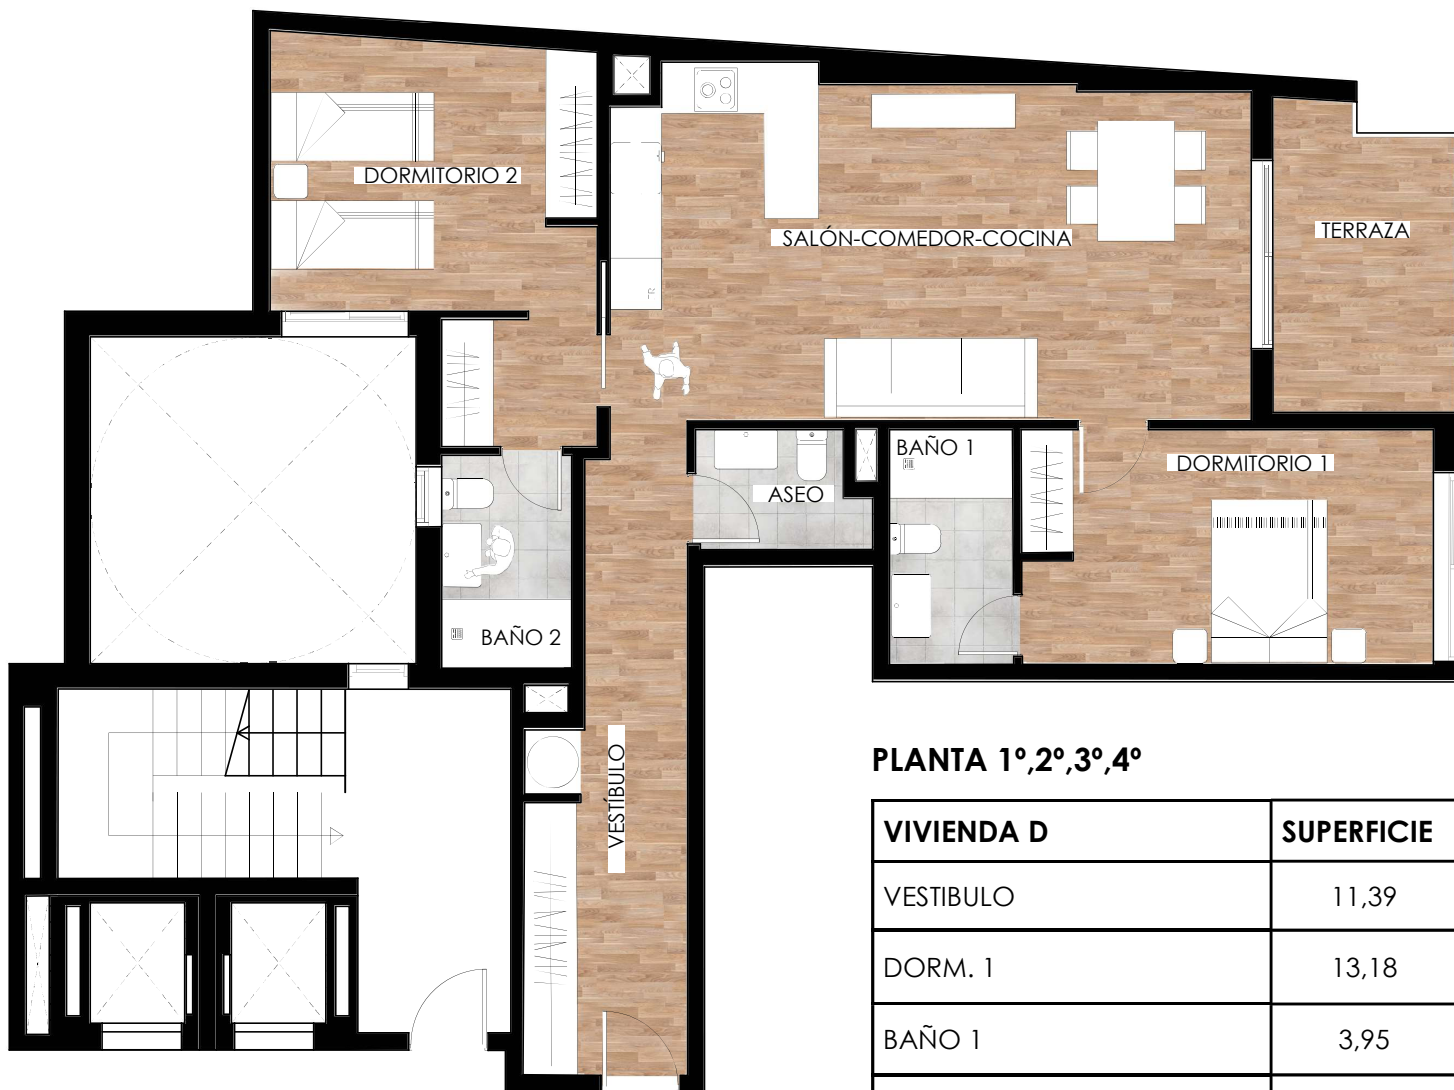 DORMITORIO 2
SALÓN-COMEDOR-COCINA
TERRAZA
BAÑO 1
DORMITORIO 1
ASEO
BAÑO 2
VESTÍBULO
PLANTA 1º,2º,3º,4º
VIVIENDA D SUPERFICIE
VESTIBULO 11,39
DORM. 1 13,18
BAÑO 1 3,95